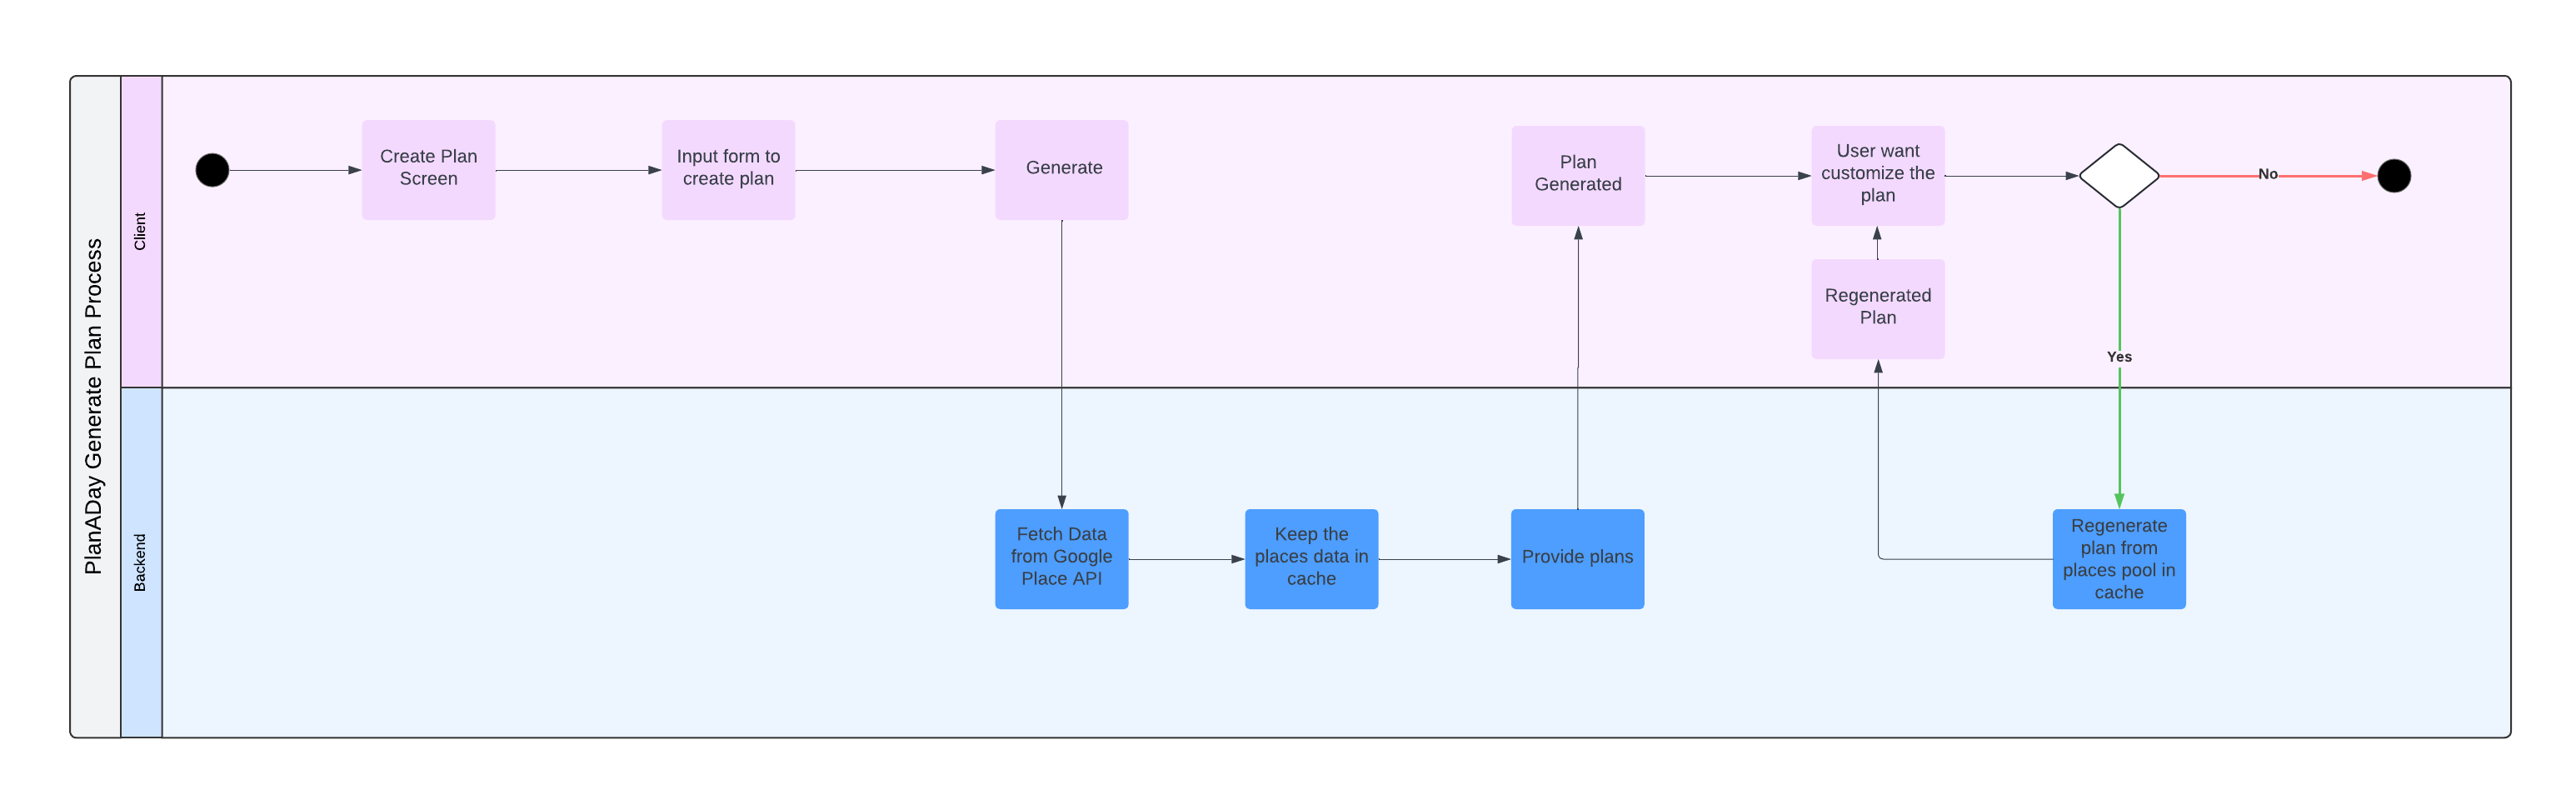 PlanADay Generate Plan Process
Client
Create Plan
Screen
Input form to
create plan
Generate
Plan
Generated
User want
customize the
plan
No
Regenerated
Plan
Yes
Backend
Fetch Data
from Google
Place API
Keep the
places data in
cache
Provide plans
Regenerate
plan from
places pool in
cache